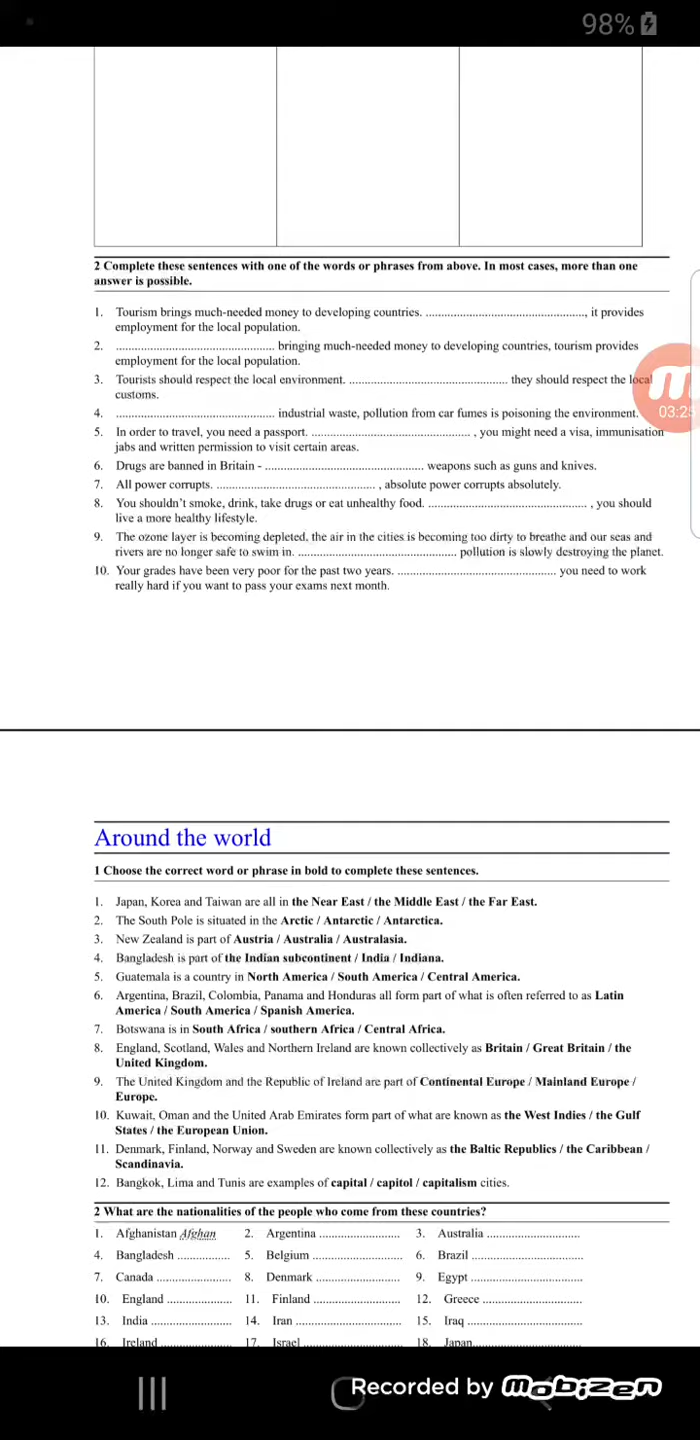 98%
2 Complete these sentences with one of the words or phrases from above. In most cases, more than one
answer is possible.
1. Tourism brings much-needed money to developing countries. ..................................................., it provides
employment for the local population.
2. ................................................... bringing much-needed money to developing countries, tourism provides
employment for the local population.
3. Tourists should respect the local environment. ................................................... they should respect the local
customs.
4. ................................................... industrial waste, pollution from car fumes is poisoning the environment.
03:25
5. In order to travel, you need a passport. ................................................... , you might need a visa, immunisation
jabs and written permission to visit certain areas.
6. Drugs are banned in Britain - ................................................... weapons such as guns and knives.
7. All power corrupts. ................................................... , absolute power corrupts absolutely.
8. You shouldn't smoke, drink, take drugs or eat unhealthy food. ................................................... , you should
live a more healthy lifestyle.
9. The ozone layer is becoming depleted, the air in the cities is becoming too dirty to breathe and our seas and
rivers are no longer safe to swim in. ................................................... pollution is slowly destroying the planet.
10. Your grades have been very poor for the past two years. ................................................... you need to work
really hard if you want to pass your exams next month.
Around the world
1 Choose the correct word or phrase in bold to complete these sentences.
1. Japan, Korea and Taiwan are all in the Near East / the Middle East / the Far East.
2. The South Pole is situated in the Arctic / Antarctic / Antarctica.
3. New Zealand is part of Austria / Australia / Australasia.
4. Bangladesh is part of the Indian subcontinent / India / Indiana.
5. Guatemala is a country in North America / South America / Central America.
6. Argentina, Brazil, Colombia, Panama and Honduras all form part of what is often referred to as Latin
America / South America / Spanish America.
7. Botswana is in South Africa / southern Africa / Central Africa.
8. England, Scotland, Wales and Northern Ireland are known collectively as Britain / Great Britain / the
United Kingdom.
9. The United Kingdom and the Republic of Ireland are part of Continental Europe / Mainland Europe /
Europe.
10. Kuwait, Oman and the United Arab Emirates form part of what are known as the West Indies / the Gulf
States / the European Union.
11. Denmark, Finland, Norway and Sweden are known collectively as the Baltic Republics / the Caribbean /
Scandinavia.
12. Bangkok, Lima and Tunis are examples of capital / capitol / capitalism cities.
2 What are the nationalities of the people who come from these countries?
1. Afghanistan Afghan 2. Argentina .......................... 3. Australia ..............................
4. Bangladesh ................. 5. Belgium ............................. 6. Brazil ....................................
7. Canada ........................ 8. Denmark ........................... 9. Egypt ....................................
10. England ..................... 11. Finland ............................ 12. Greece ................................
13. India .......................... 14. Iran .................................. 15. Iraq .....................................
16. Ireland ....................... 17. Israel ................................ 18. Japan...................................
Recorded by Mobizen